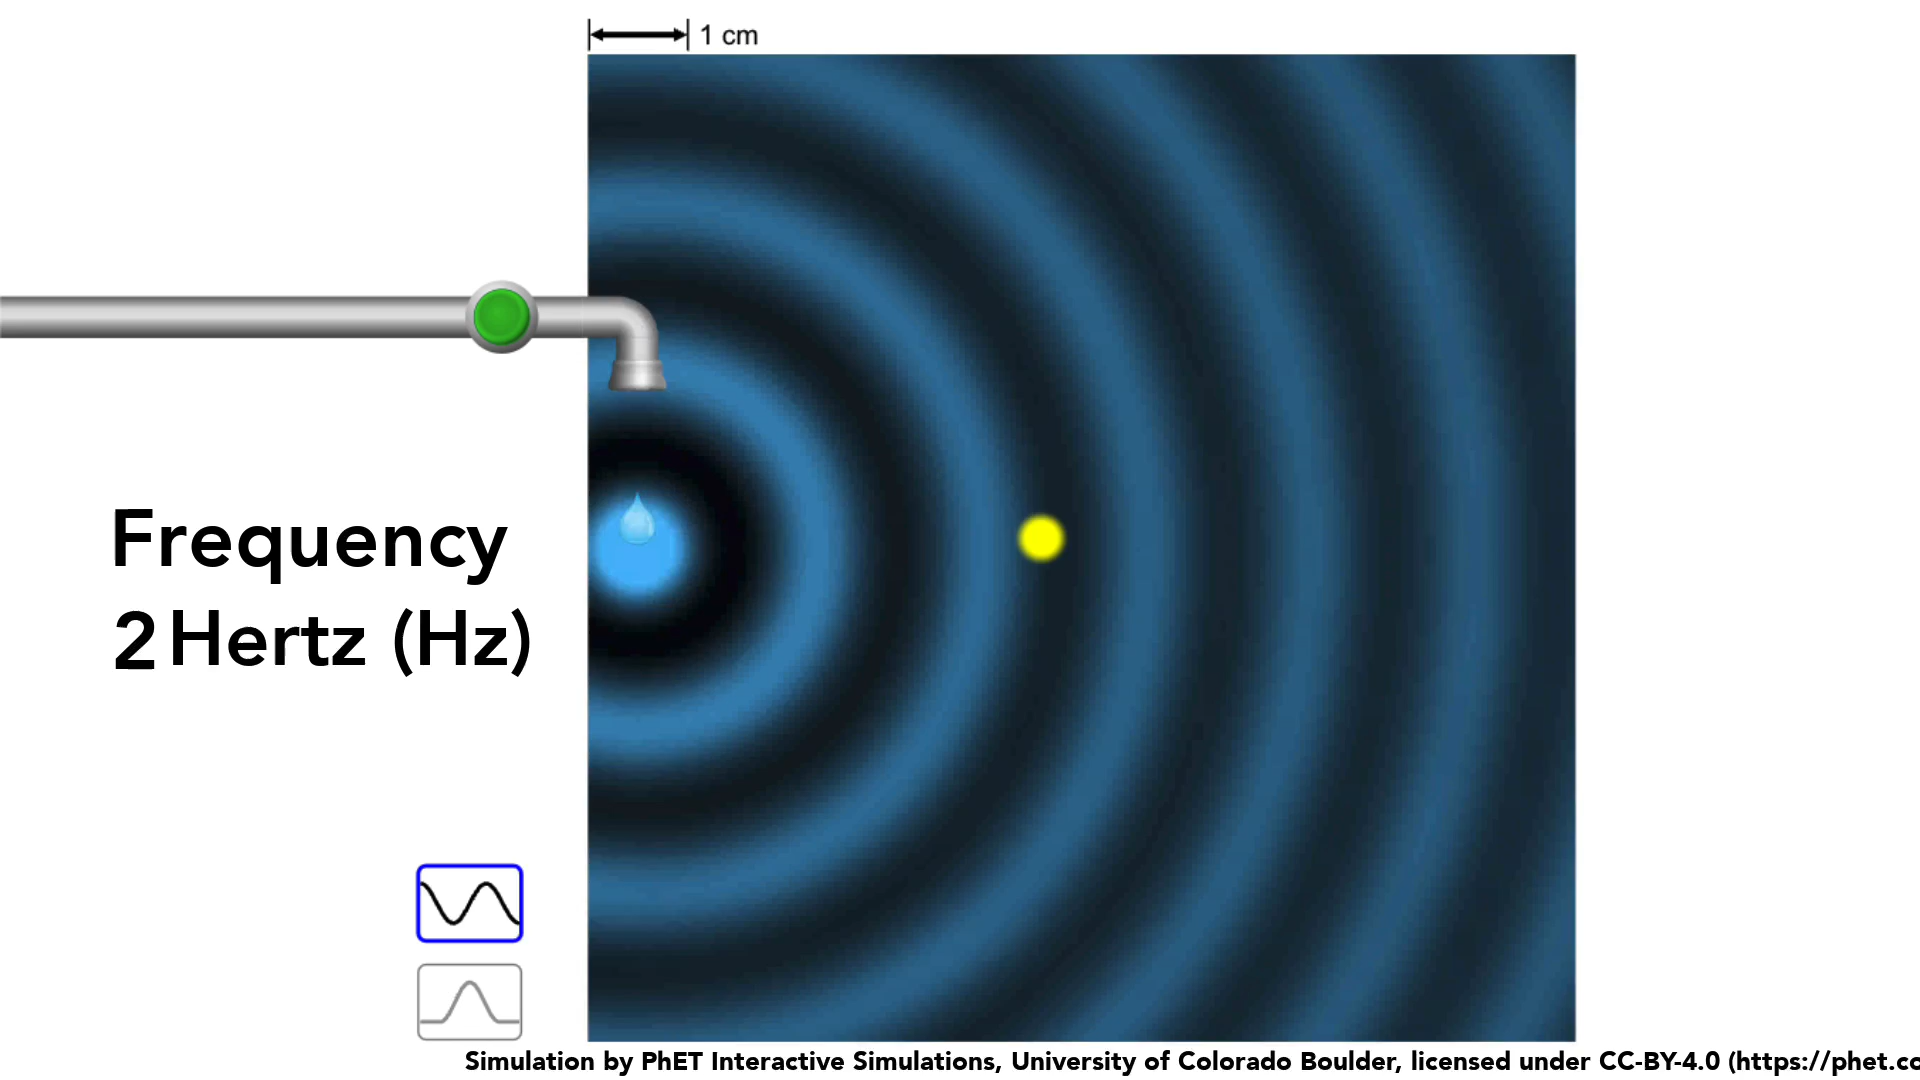 1 cm
Frequency
2 Hertz (Hz)
Simulation by PhET Interactive Simulations, University of Colorado Boulder, licensed under CC-BY-4.0 (https://phet.co